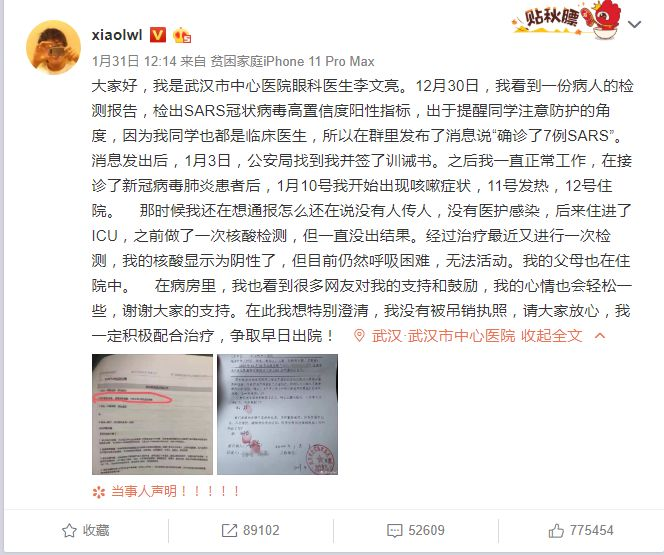 贴秋膘
xiaolwl
1月31日 12:14 来自 贫困家庭iPhone 11 Pro Max
大家好，我是武汉市中心医院眼科医生李文亮。12月30日，我看到一份病人的检
测报告，检出SARS冠状病毒高置信度阳性指标，出于提醒同学注意防护的角
度，因为我同学也都是临床医生，所以在群里发布了消息说“确诊了7例SARS”。
消息发出后，1月3日，公安局找到我并签了训诫书。之后我一直正常工作，在接
诊了新冠病毒肺炎患者后，1月10号我开始出现咳嗽症状，11号发热，12号住
院。 那时候我还在想通报怎么还在说没有人传人，没有医护感染，后来住进了
ICU，之前做了一次核酸检测，但一直没出结果。经过治疗最近又进行一次检
测，我的核酸显示为阴性了，但目前仍然呼吸困难，无法活动。我的父母也在住
院中。 在病房里，我也看到很多网友对我的支持和鼓励，我的心情也会轻松一
些，谢谢大家的支持。在此我想特别澄清，我没有被吊销执照，请大家放心，我
一定积极配合治疗，争取早日出院！ 武汉·武汉市中心医院 收起全文
当事人声明！！！！！
收藏 89102 52609 775454